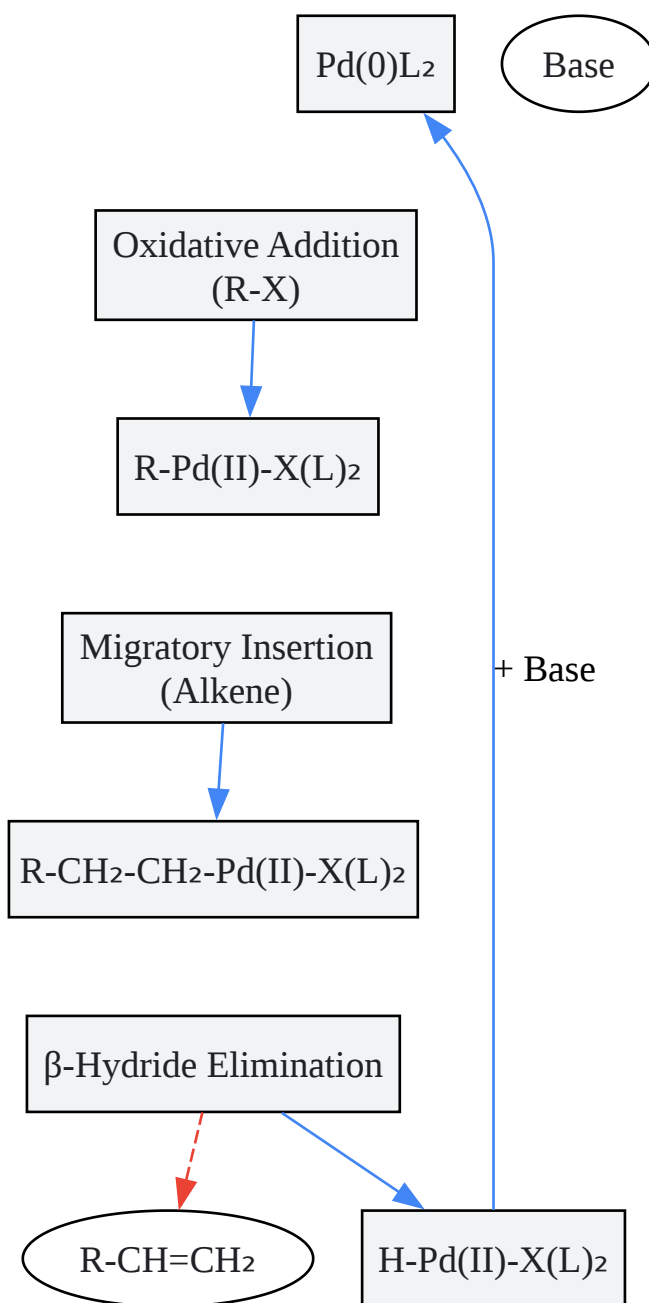 Pd(0)L₂
Base
Oxidative Addition
(R-X)
R-Pd(II)-X(L)₂
Migratory Insertion
(Alkene)
+ Base
R-CH₂-CH₂-Pd(II)-X(L)₂
β-Hydride Elimination
R-CH=CH₂
H-Pd(II)-X(L)₂